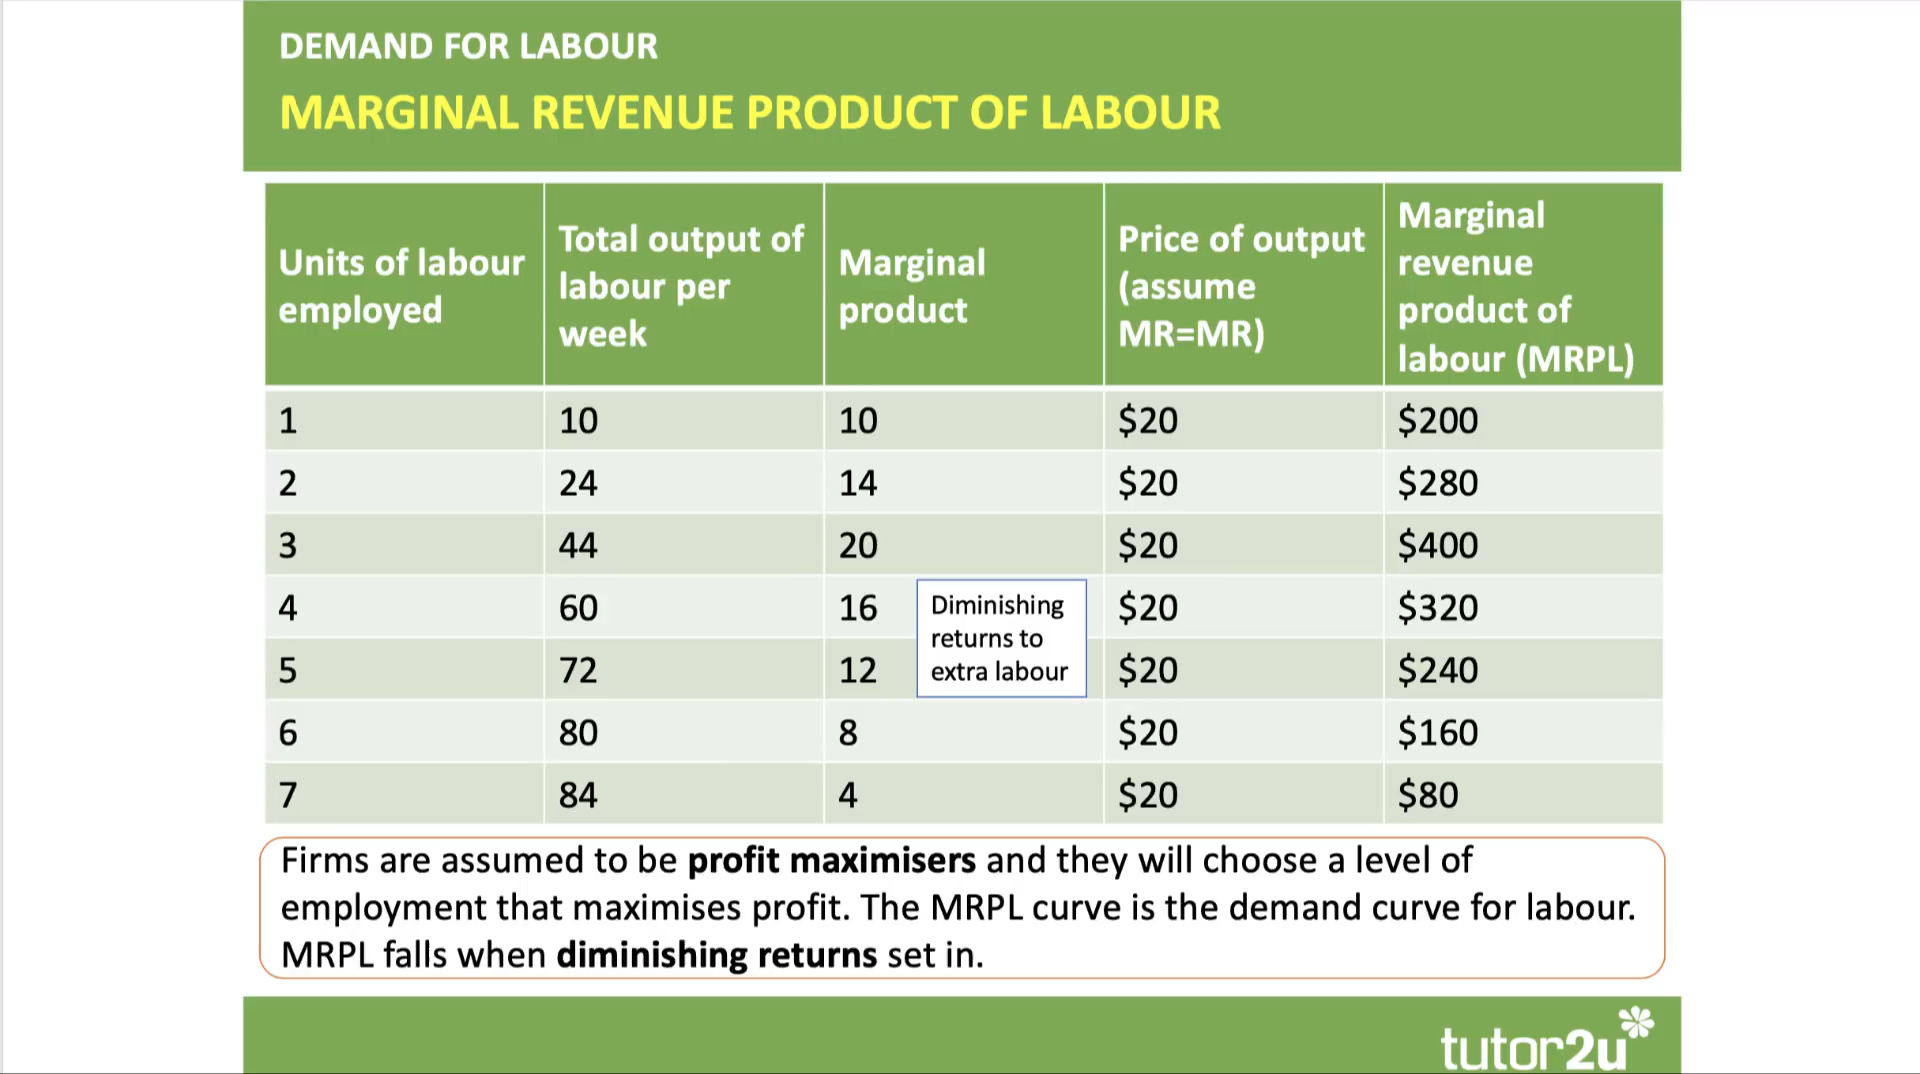 DEMAND FOR LABOUR
MARGINAL REVENUE PRODUCT OF LABOUR
Units of labour employed
Total output of labour per week
Marginal product
Price of output (assume MR=MR)
Marginal revenue product of labour (MRPL)
1 10 10 $20 $200
2 24 14 $20 $280
3 44 20 $20 $400
4 60 16 $20 $320
5 72 12 $20 $240
6 80 8 $20 $160
7 84 4 $20 $80
Diminishing
returns to
extra labour
Firms are assumed to be profit maximisers and they will choose a level of
employment that maximises profit. The MRPL curve is the demand curve for labour.
MRPL falls when diminishing returns set in.
tutor2u